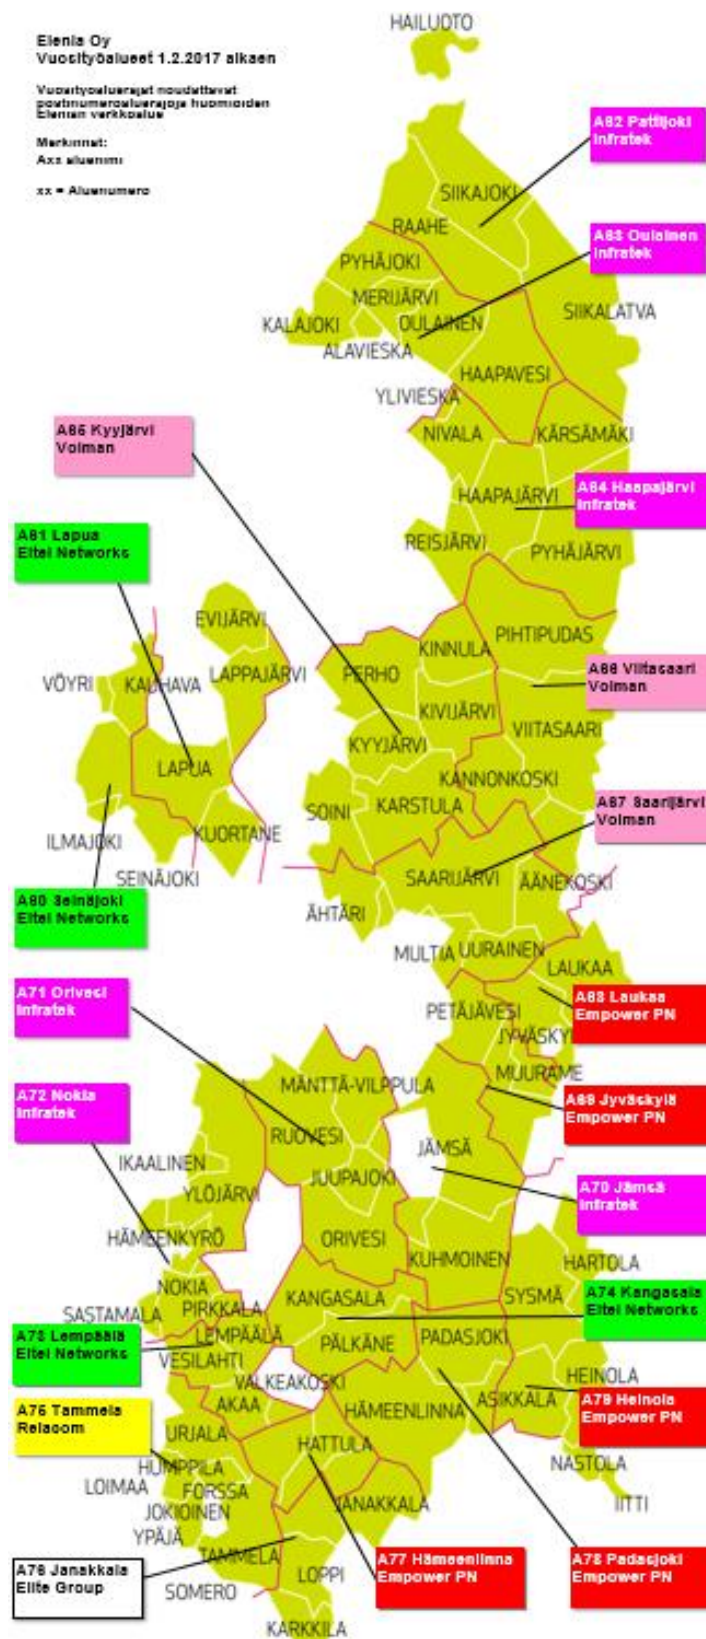 HAILUOTO
Elenia Oy
Vuosityöalueet 1.2.2017 alkaen
Vuosityöaluerajat noudattavat
postinumeroaluerajoja huomioiden
Elenian verkkoalue
Merkinnät:
Axx aluenimi
xx = Aluenumero
A82 Pattijoki
Infratek
SIIKAJOKI
RAAHE
A83 Oulainen
Infratek
PYHÄJOKI
MERIJÄRVI
SIIKALATVA
KALAJOKI
OULAINEN
ALAVIESKA
HAAPAVESI
YLIVIESKA
A85 Kyyjärvi
Voiman
NIVALA
KÄRSÄMÄKI
HAAPAJÄRVI
A84 Haapajärvi
Infratek
A81 Lapua
Eltel Networks
REISJÄRVI
PYHÄJÄRVI
EVIJÄRVI
PIHTIPUDAS
KINNULA
PERHO
LAPPAJÄRVI
VÖYRI
KAUHAVA
A86 Viitasaari
Voiman
KIVIJÄRVI
VIITASAARI
KYYJÄRVI
LAPUA
KANNONKOSKI
SOINI
KARSTULA
A87 Saarijärvi
Voiman
KUORTANE
ILMAJOKI
SEINÄJOKI
SAARIJÄRVI
ÄÄNEKOSKI
A80 Seinäjoki
Eltel Networks
ÄHTÄRI
MULTIA
UURAINEN
LAUKAA
A71 Orivesi
Infratek
A88 Laukaa
Empower PN
PETÄJÄVESI
JYVÄSKY
MUURAME
MÄNTTÄ-VILPPULA
A72 Nokia
Infratek
A69 Jyväskylä
Empower PN
RUOVESI
IKAALINEN
JÄMSÄ
JUUPAJOKI
YLÖJÄRVI
A70 Jämsä
Infratek
HÄMEENKYRÖ
ORIVESI
KUHMOINEN
HARTOLA
NOKIA
SYSMÄ
A74 Kangasala
Eltel Networks
SASTAMALA
PIRKKALA
KANGASALA
A73 Lempäälä
Eltel Networks
LEMPÄÄLÄ
PÄLKÄNE
PADASJOKI
VESILAHTI
VALKEAKOSKI
HEINOLA
AKAA
A75 Tammela
Relacom
HÄMEENLINNA
ASIKKALA
A79 Heinola
Empower PN
URJALA
HATTULA
HUMPPILA
NASTOLA
LOIMAA
FORSSA
JANAKKALA
IITTI
JOKIOINEN
YPÄJÄ
A76 Janakkala
Elite Group
TAMMELA
LOPPI
A77 Hämeenlinna
Empower PN
A78 Padasjoki
Empower PN
SOMERO
KARKKILA